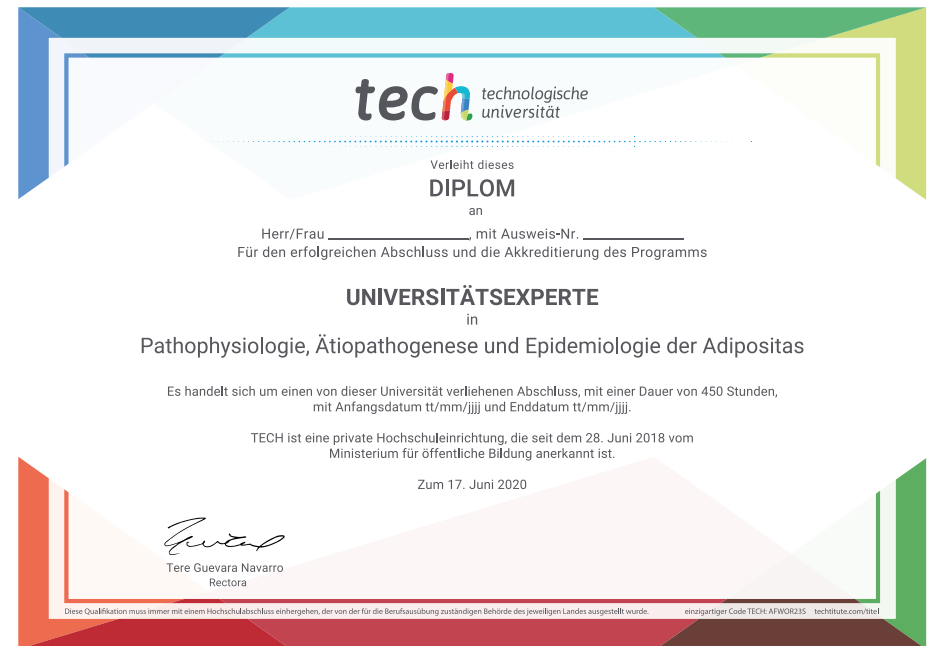 tech technologische
universität
Verleiht dieses
DIPLOM
an
Herr/Frau ____________________, mit Ausweis-Nr. ______________
Für den erfolgreichen Abschluss und die Akkreditierung des Programms
UNIVERSITÄTSEXPERTE
in
Pathophysiologie, Ätiopathogenese und Epidemiologie der Adipositas
Es handelt sich um einen von dieser Universität verliehenen Abschluss, mit einer Dauer von 450 Stunden,
mit Anfangsdatum tt/mm/jjjj und Enddatum tt/mm/jjjj.
TECH ist eine private Hochschuleinrichtung, die seit dem 28. Juni 2018 vom
Ministerium für öffentliche Bildung anerkannt ist.
Zum 17. Juni 2020
Tere Guevara Navarro
Rectora
Diese Qualifikation muss immer mit einem Hochschulabschluss einhergehen, der von der für die Berufsausübung zuständigen Behörde des jeweiligen Landes ausgestellt wurde. einzigartiger Code TECH: AFWOR23S techtitute.com/titel